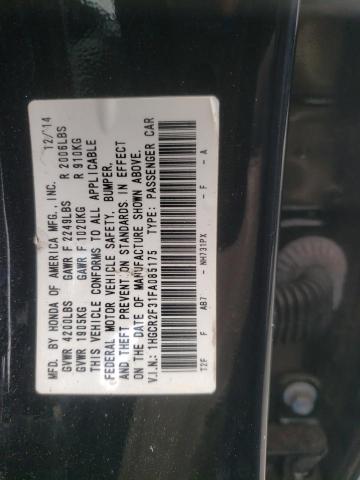 MFD. BY HONDA OF AMERICA MFG., INC. 12/14
GVWR 4200LBS GAWR F 2249LBS R 2006LBS
GVWR 1905KG GAWR F 1020KG R 910KG
THIS VEHICLE CONFORMS TO ALL APPLICABLE
FEDERAL MOTOR VEHICLE SAFETY, BUMPER,
AND THEFT PREVENTION STANDARDS IN EFFECT
ON THE DATE OF MANUFACTURE SHOWN ABOVE.
V.I.N.: 1HGCR2F31FA085175 TYPE: PASSENGER CAR
T2F F AB7 - NH731PX - F - A